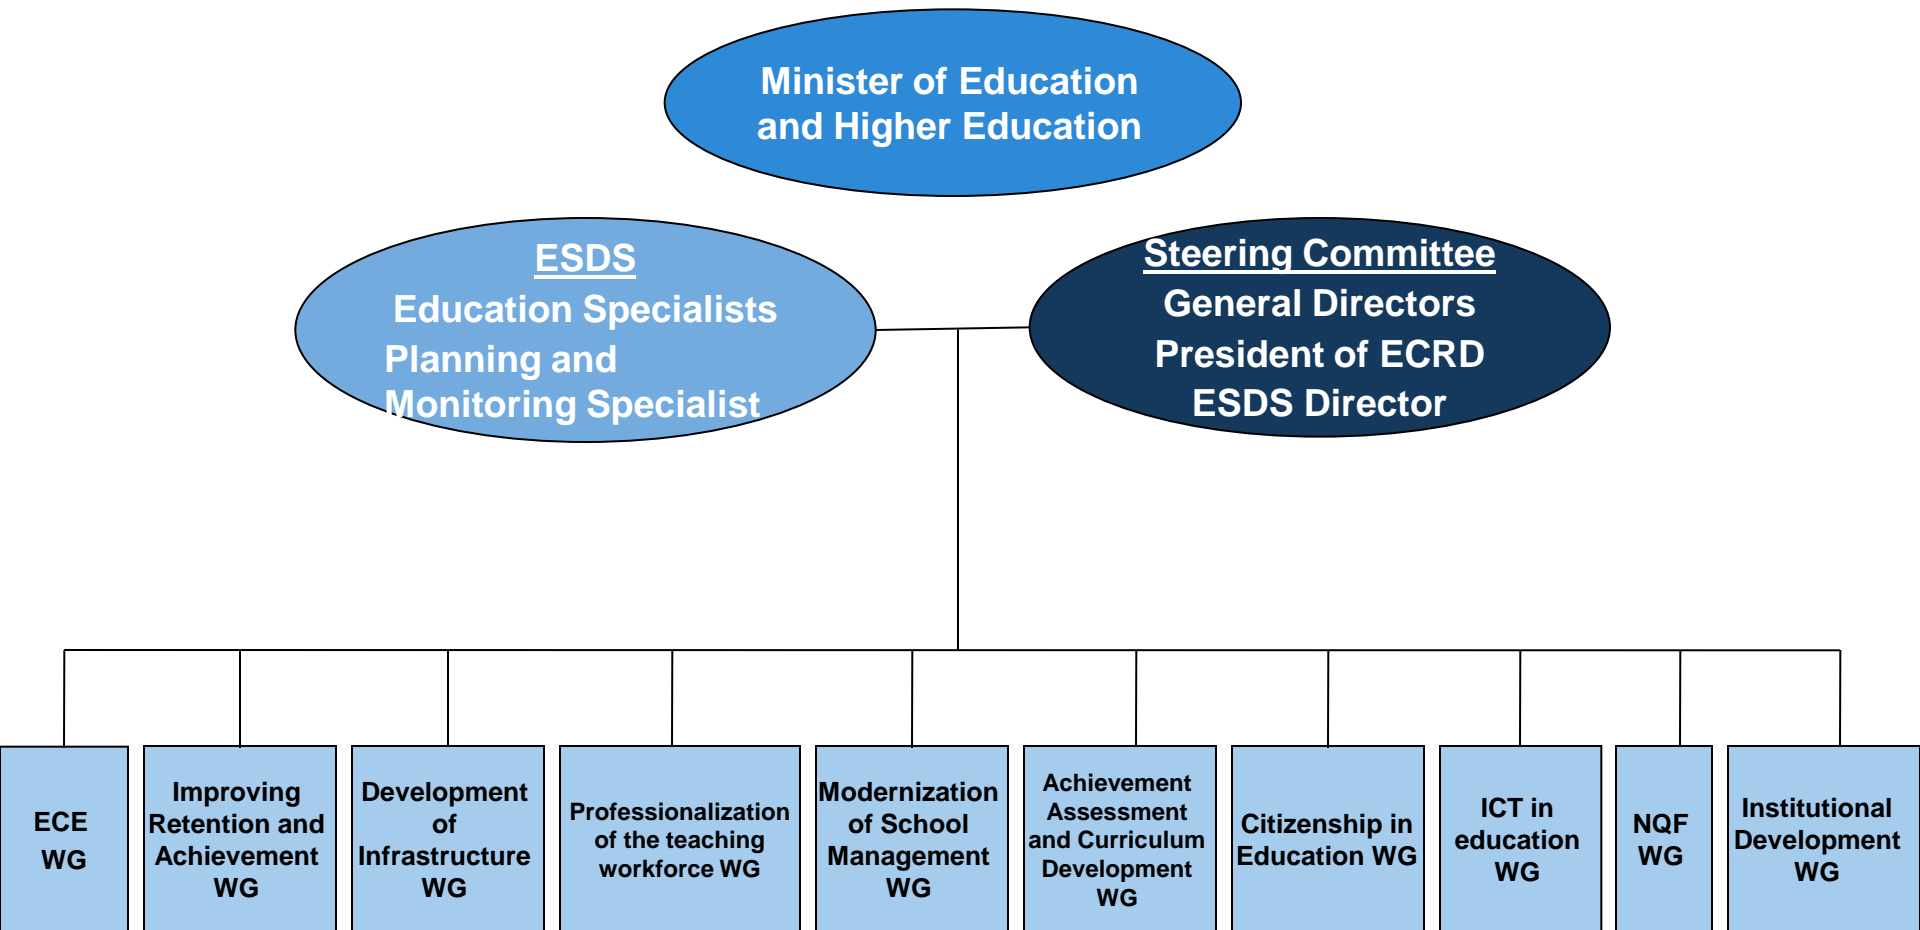 Minister of Education
and Higher Education
ESDS
Education Specialists
Planning and
Monitoring Specialist
Steering Committee
General Directors
President of ECRD
ESDS Director
ECE
WG
Improving
Retention and
Achievement
WG
Development
of
Infrastructure
WG
Professionalization
of the teaching
workforce WG
Modernization
of School
Management
WG
Achievement
Assessment
and Curriculum
Development
WG
Citizenship in
Education WG
ICT in
education
WG
NQF
WG
Institutional
Development
WG